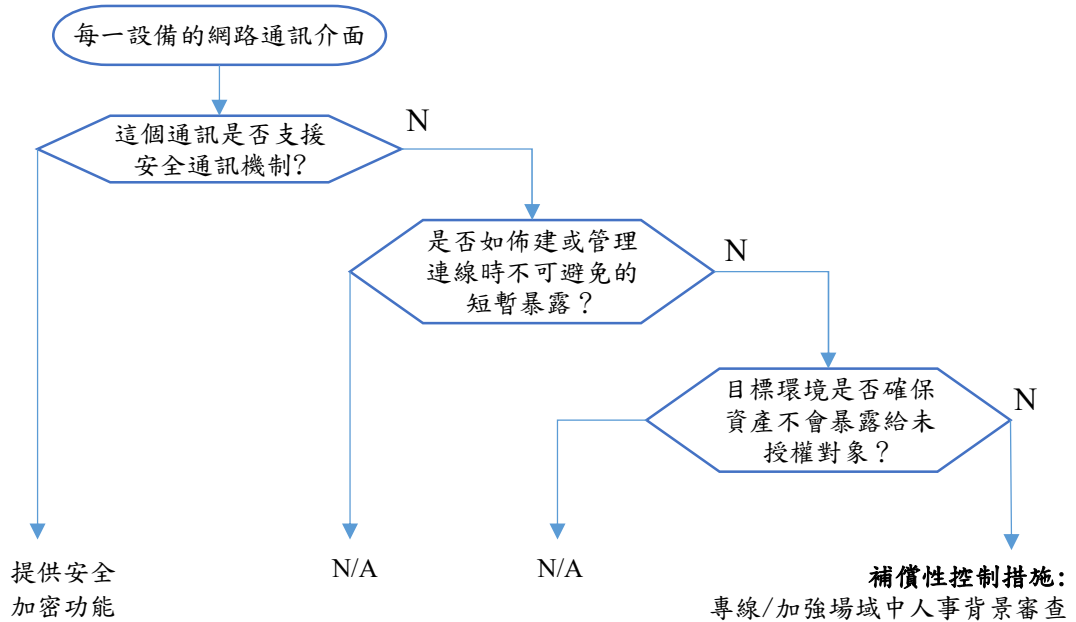 每一設備的網路通訊介面
這個通訊是否支援
安全通訊機制?
N
是否如佈建或管理
連線時不可避免的
短暫暴露？
N
目標環境是否確保
資產不會暴露給未
授權對象？
N
提供安全
加密功能
N/A
N/A
補償性控制措施:
專線/加強場域中人事背景審查